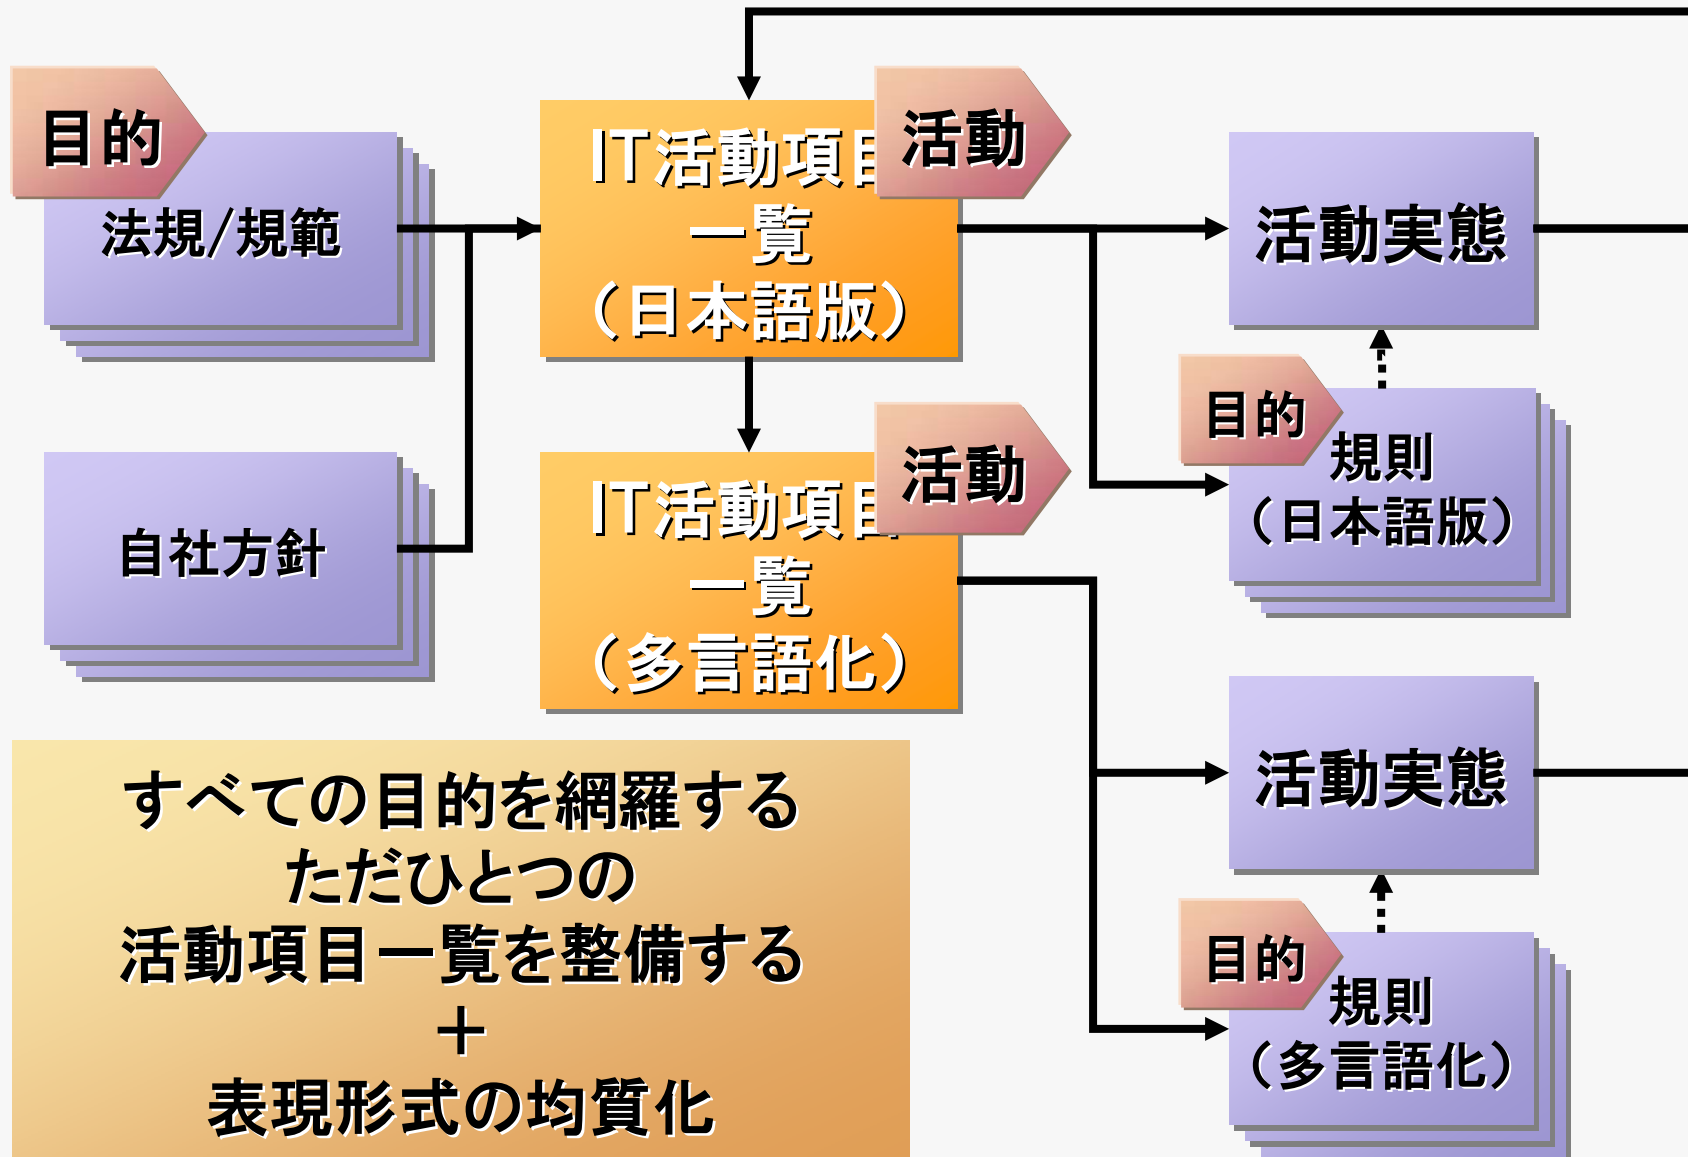 目的
法規/規範
自社方針
IT活動項目
一覧
（日本語版）
活動
IT活動項目
一覧
（多言語化）
活動
活動実態
目的
規則
（日本語版）
活動実態
目的
規則
（多言語化）
すべての目的を網羅する
ただひとつの
活動項目一覧を整備する
＋
表現形式の均質化